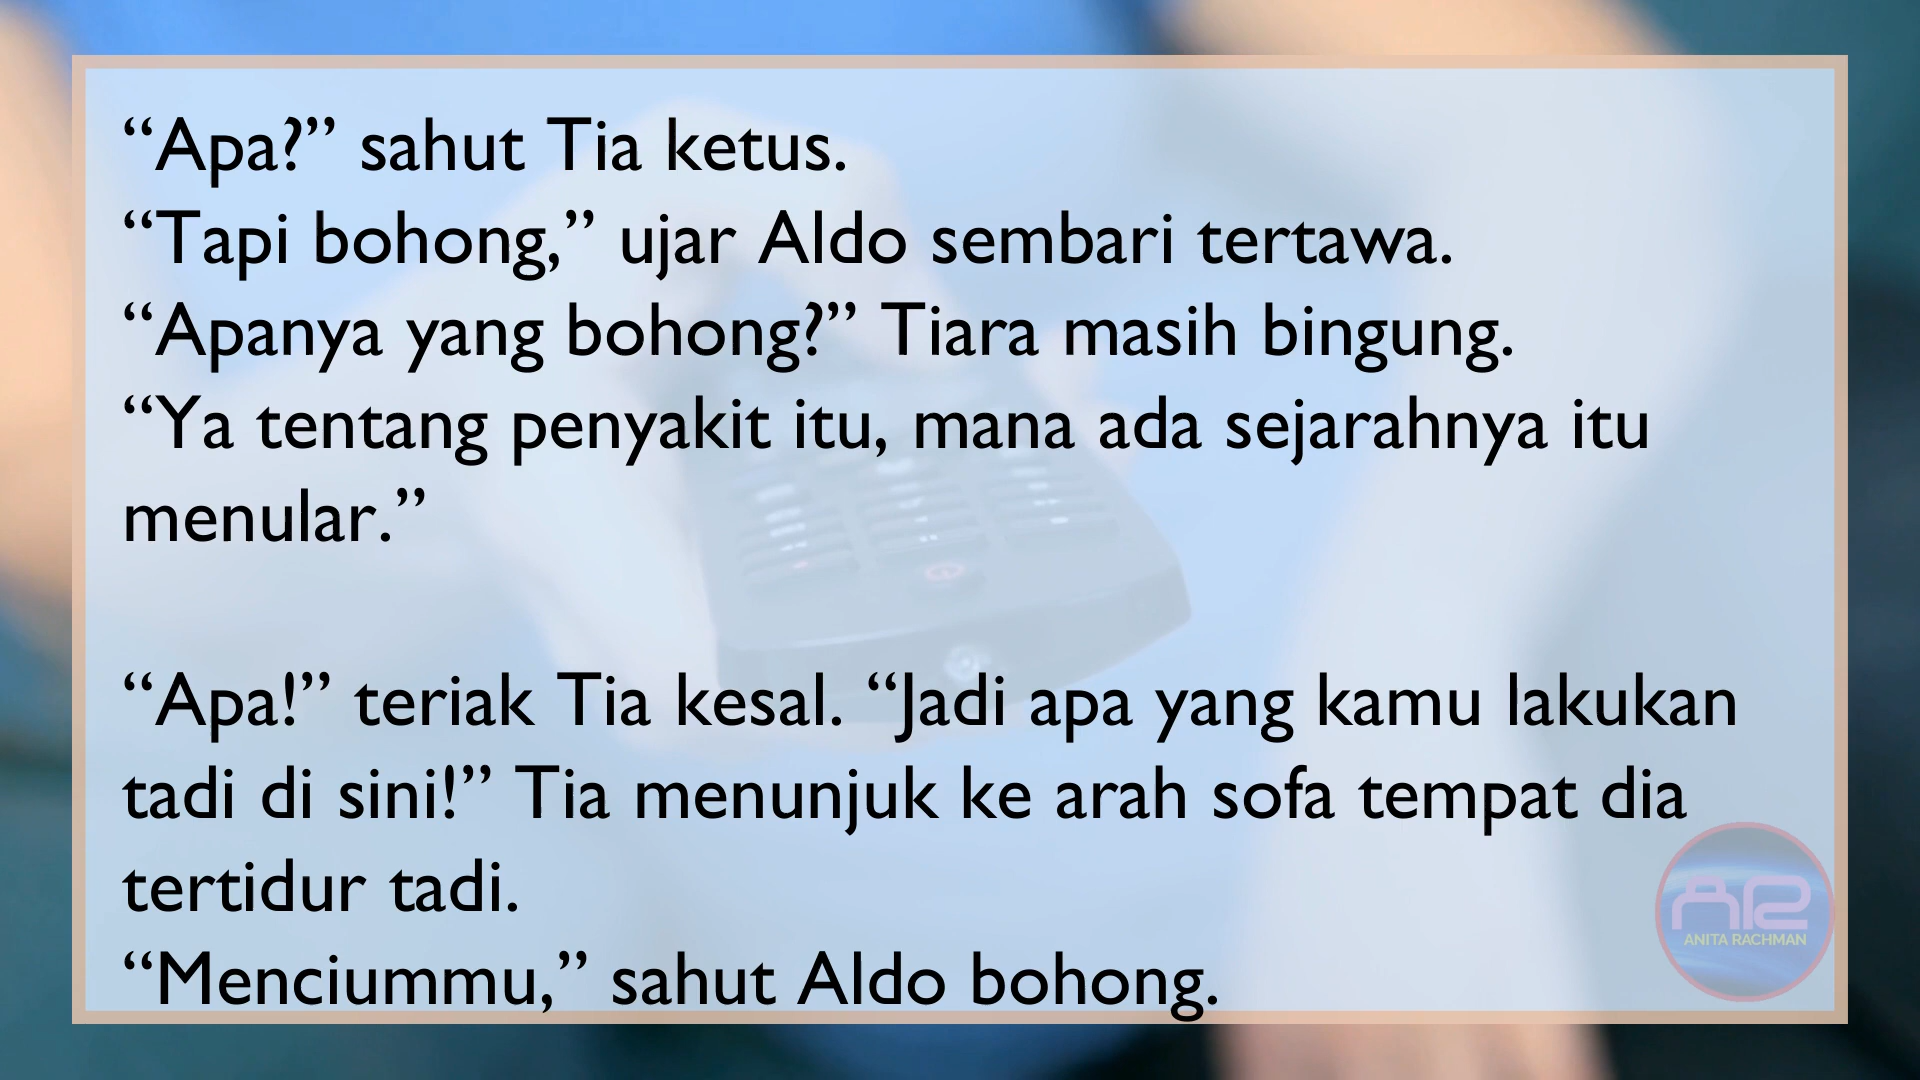 “Apa?” sahut Tia ketus.
“Tapi bohong,” ujar Aldo sembari tertawa.
“Apanya yang bohong?” Tiara masih bingung.
“Ya tentang penyakit itu, mana ada sejarahnya itu
menular.”
“Apa!” teriak Tia kesal. “Jadi apa yang kamu lakukan
tadi di sini!” Tia menunjuk ke arah sofa tempat dia
tertidur tadi.
“Menciummu,” sahut Aldo bohong.
AR
ANITA RACHMAN